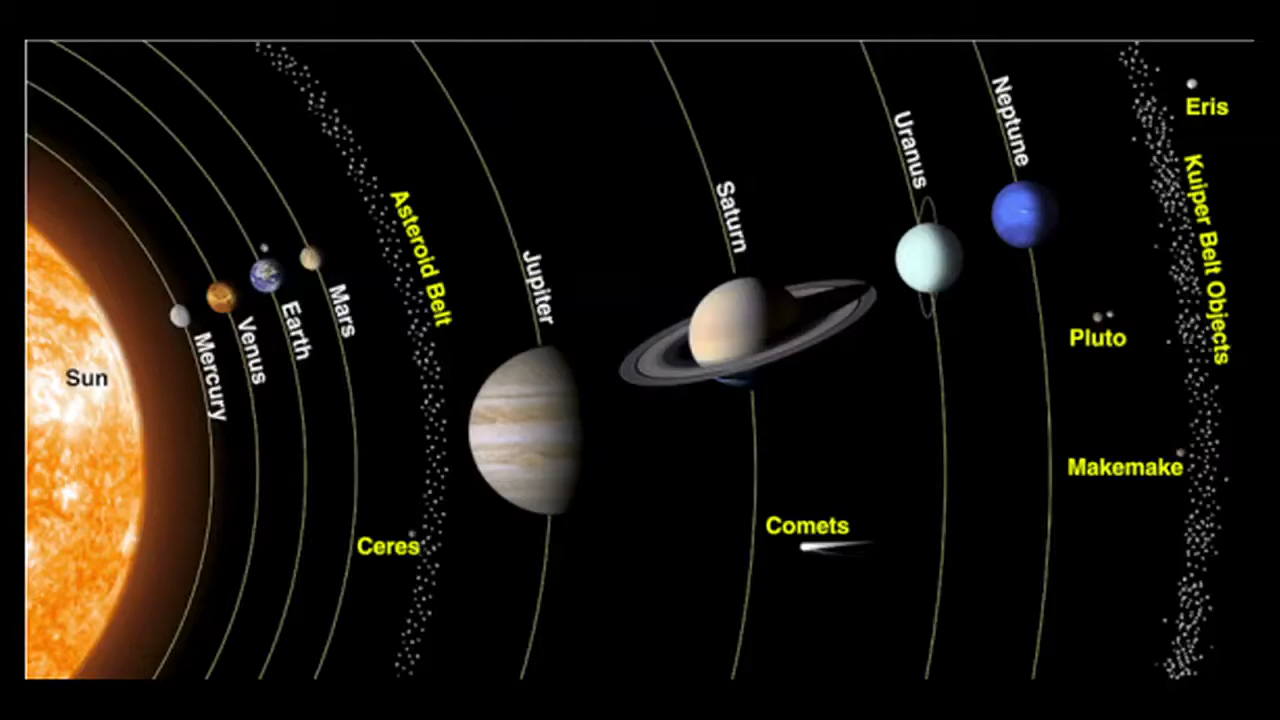 Sun
Mercury
Venus
Earth
Mars
Asteroid Belt
Ceres
Jupiter
Saturn
Comets
Uranus
Neptune
Pluto
Makemake
Eris
Kuiper Belt Objects